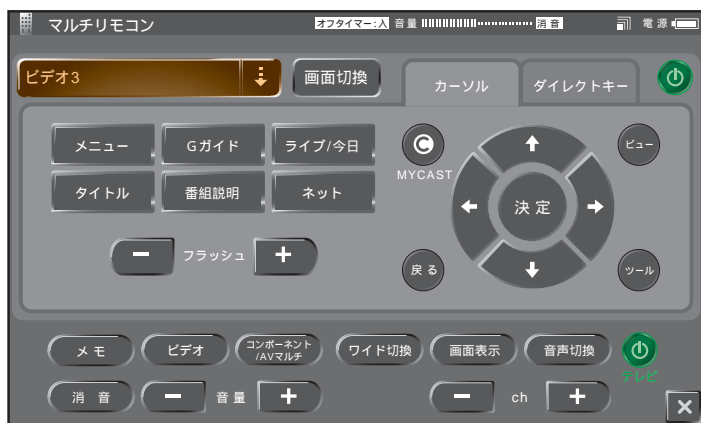 マルチリモコン オフタイマー:入 音量 消音 電源
ビデオ3 画面切換 カーソル ダイレクトキー
メニュー Gガイド ライブ/今日 C ビュー
MYCAST
タイトル 番組説明 ネット 決定
− フラッシュ + 戻る ツール
メモ ビデオ コンポーネント/AVマルチ ワイド切換 画面表示 音声切換
テレビ
消音 − 音量 + − ch + ×